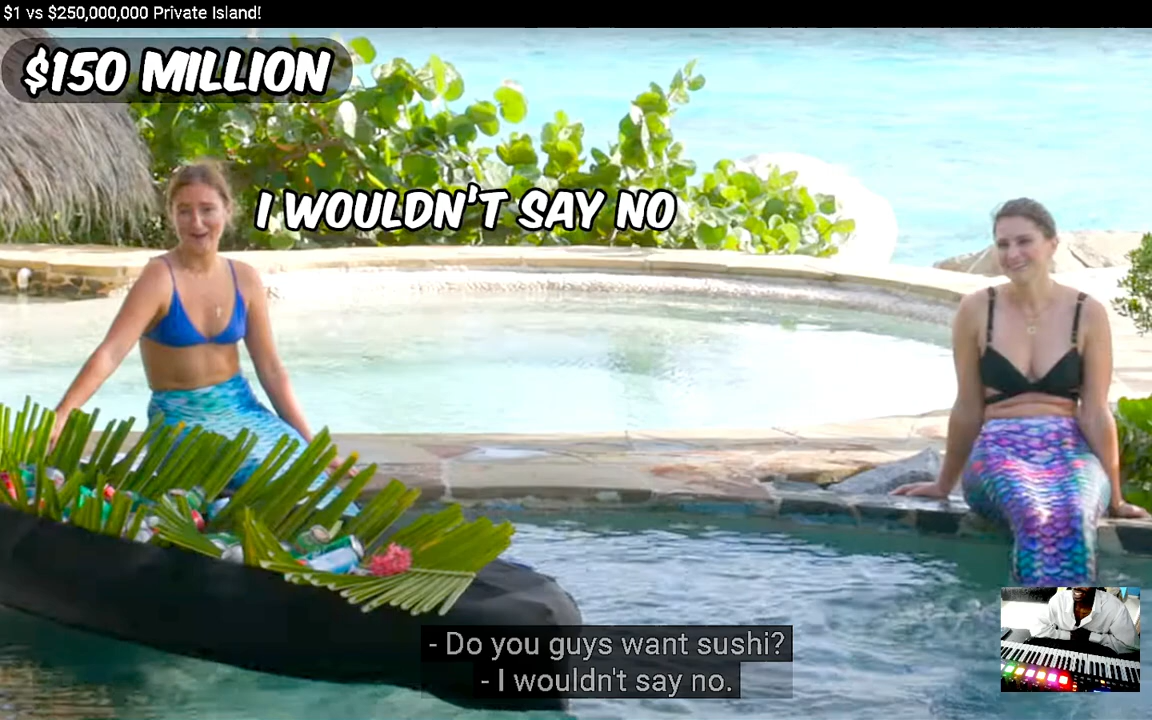 $1 vs $250,000,000 Private Island!
$150 MILLION
I WOULDN'T SAY NO
- Do you guys want sushi?
- I wouldn't say no.